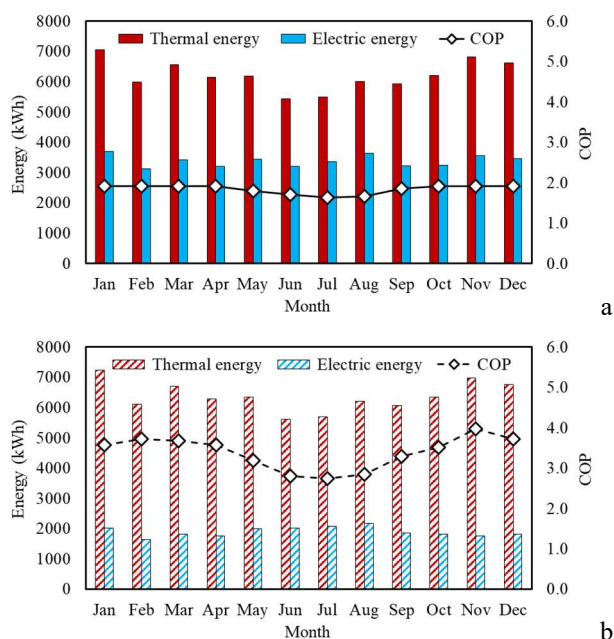 8000 6.0
Thermal energy Electric energy COP
7000
5.0
6000
4.0
5000
Energy (kWh)
4000 3.0
COP
3000
2.0
2000
1.0
1000
0 0.0
Jan Feb Mar Apr May Jun Jul Aug Sep Oct Nov Dec
Month
a
8000 6.0
Thermal energy Electric energy COP
7000
5.0
6000
4.0
5000
Energy (kWh)
4000 3.0
COP
3000
2.0
2000
1.0
1000
0 0.0
Jan Feb Mar Apr May Jun Jul Aug Sep Oct Nov Dec
Month
b